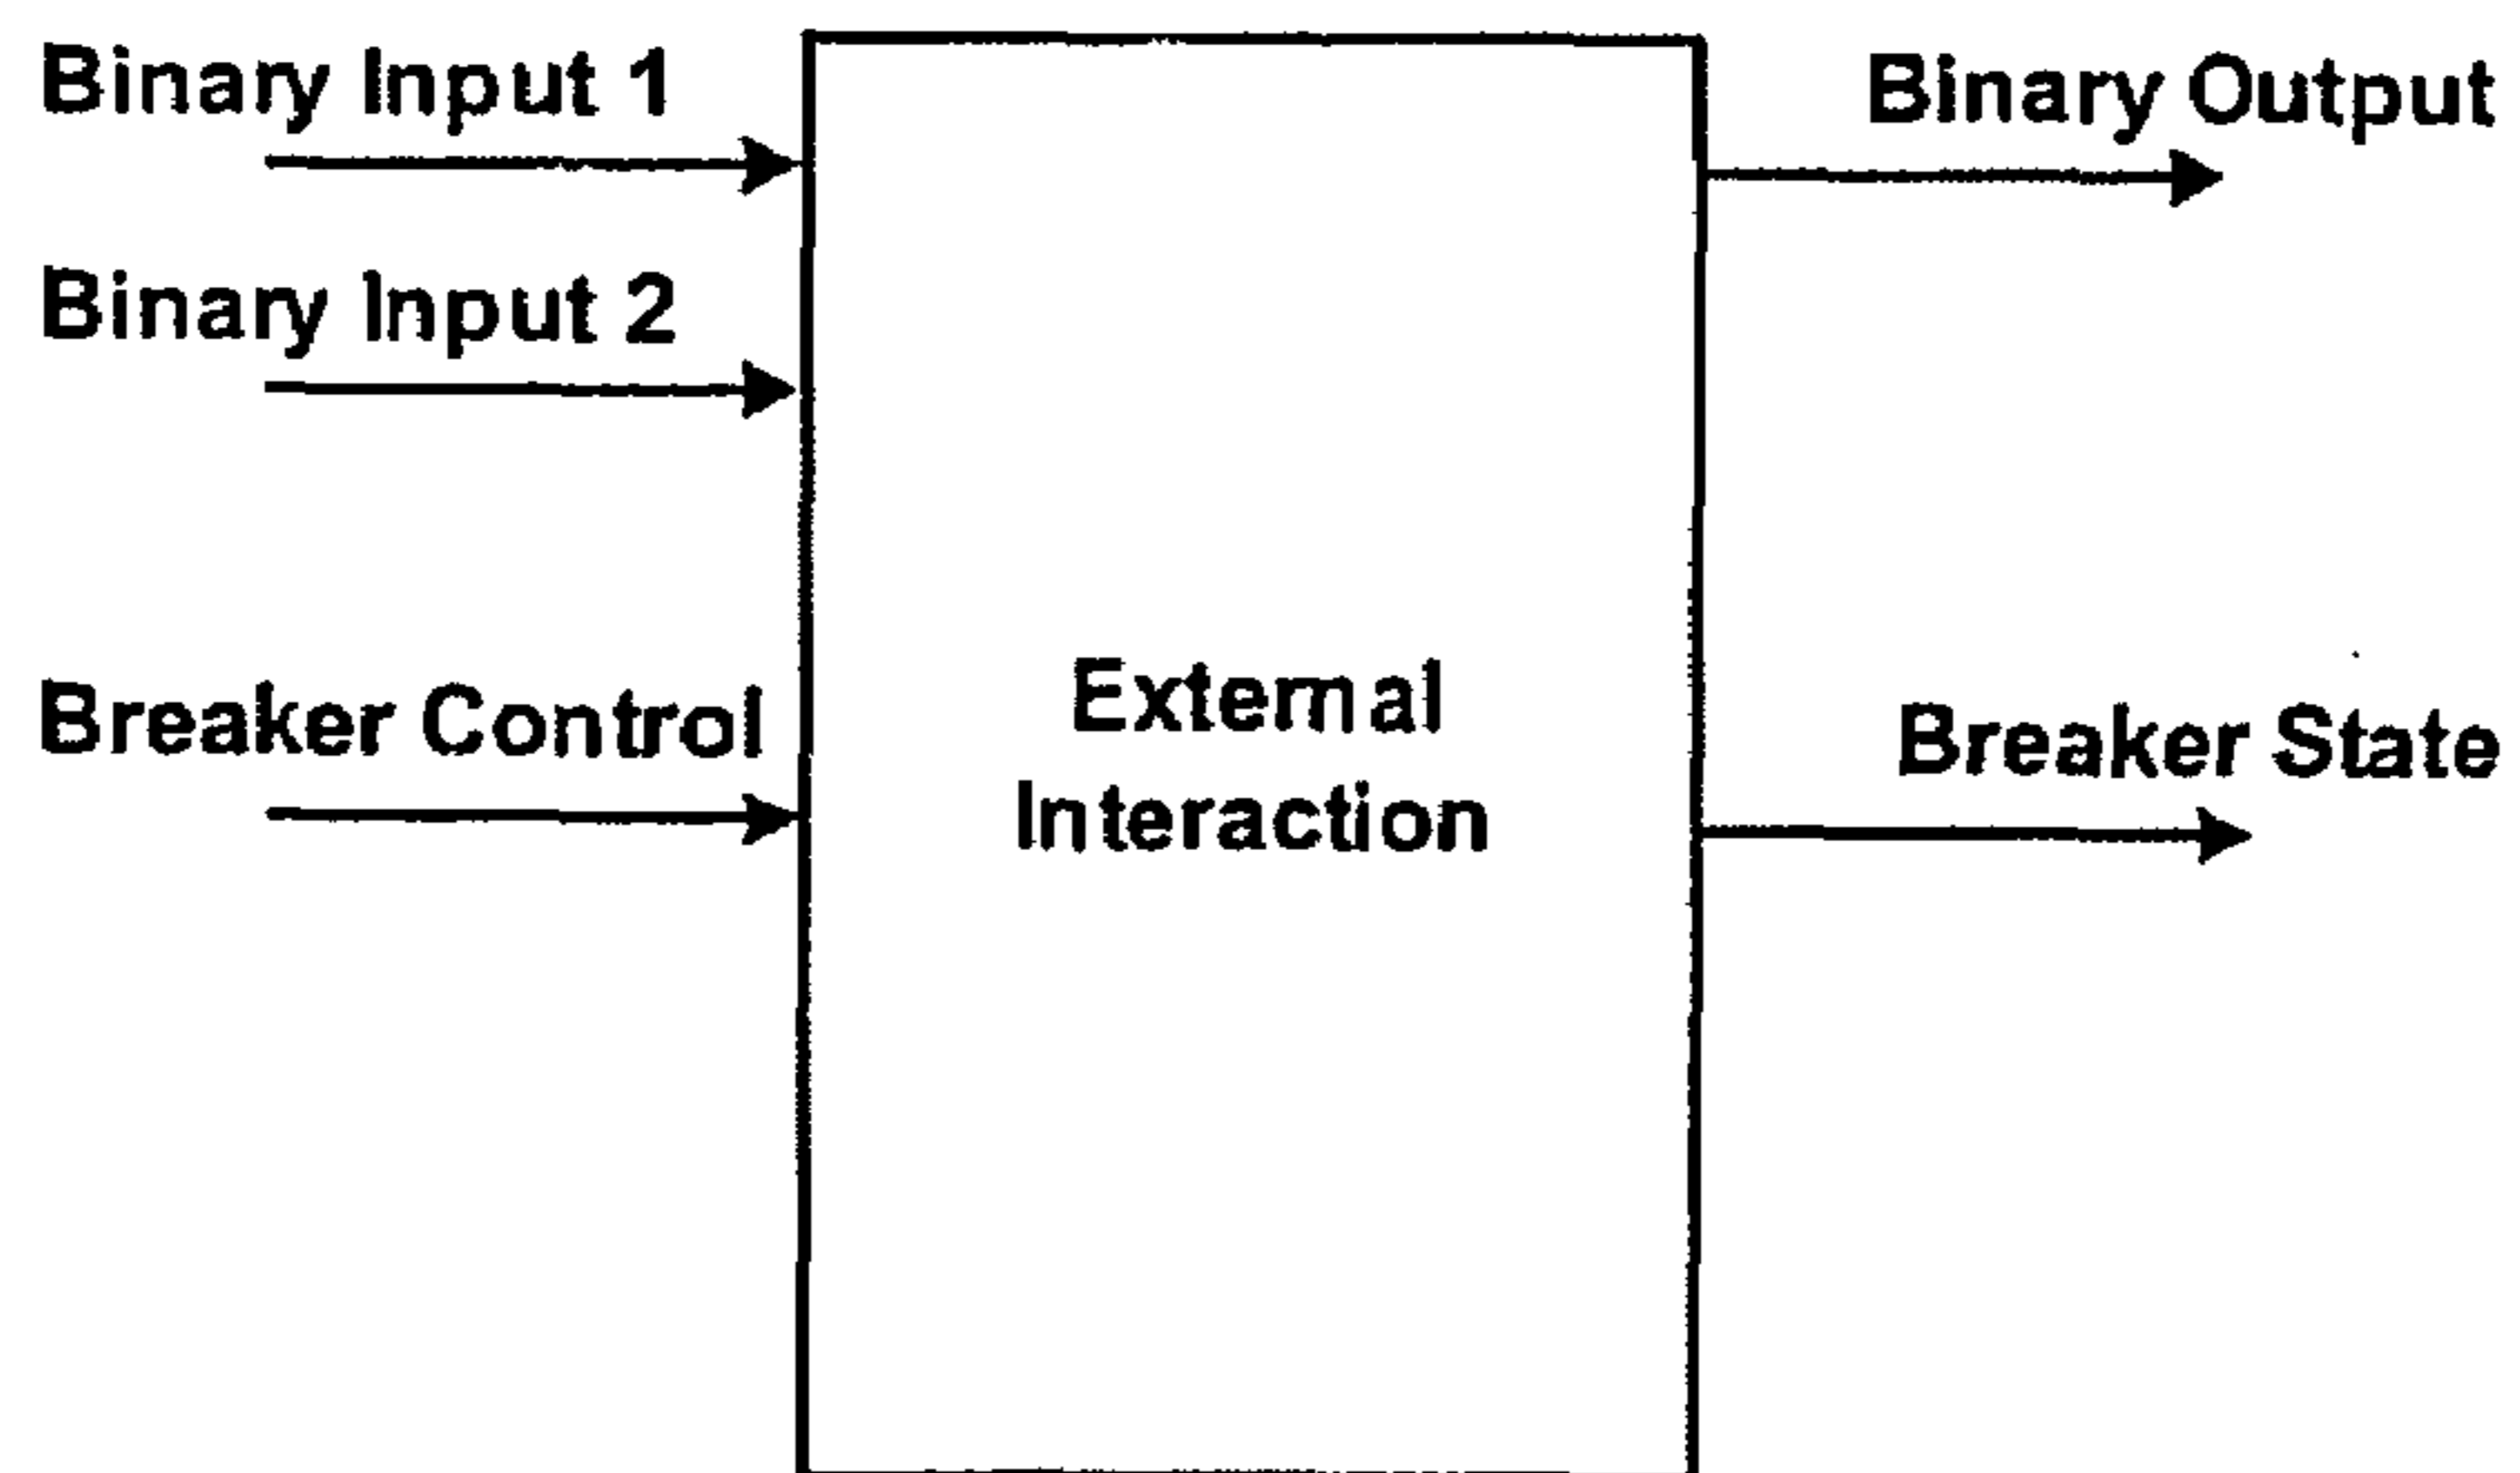 Binary Input 1
Binary Output
Binary Input 2
Breaker Control
External
Interaction
Breaker State